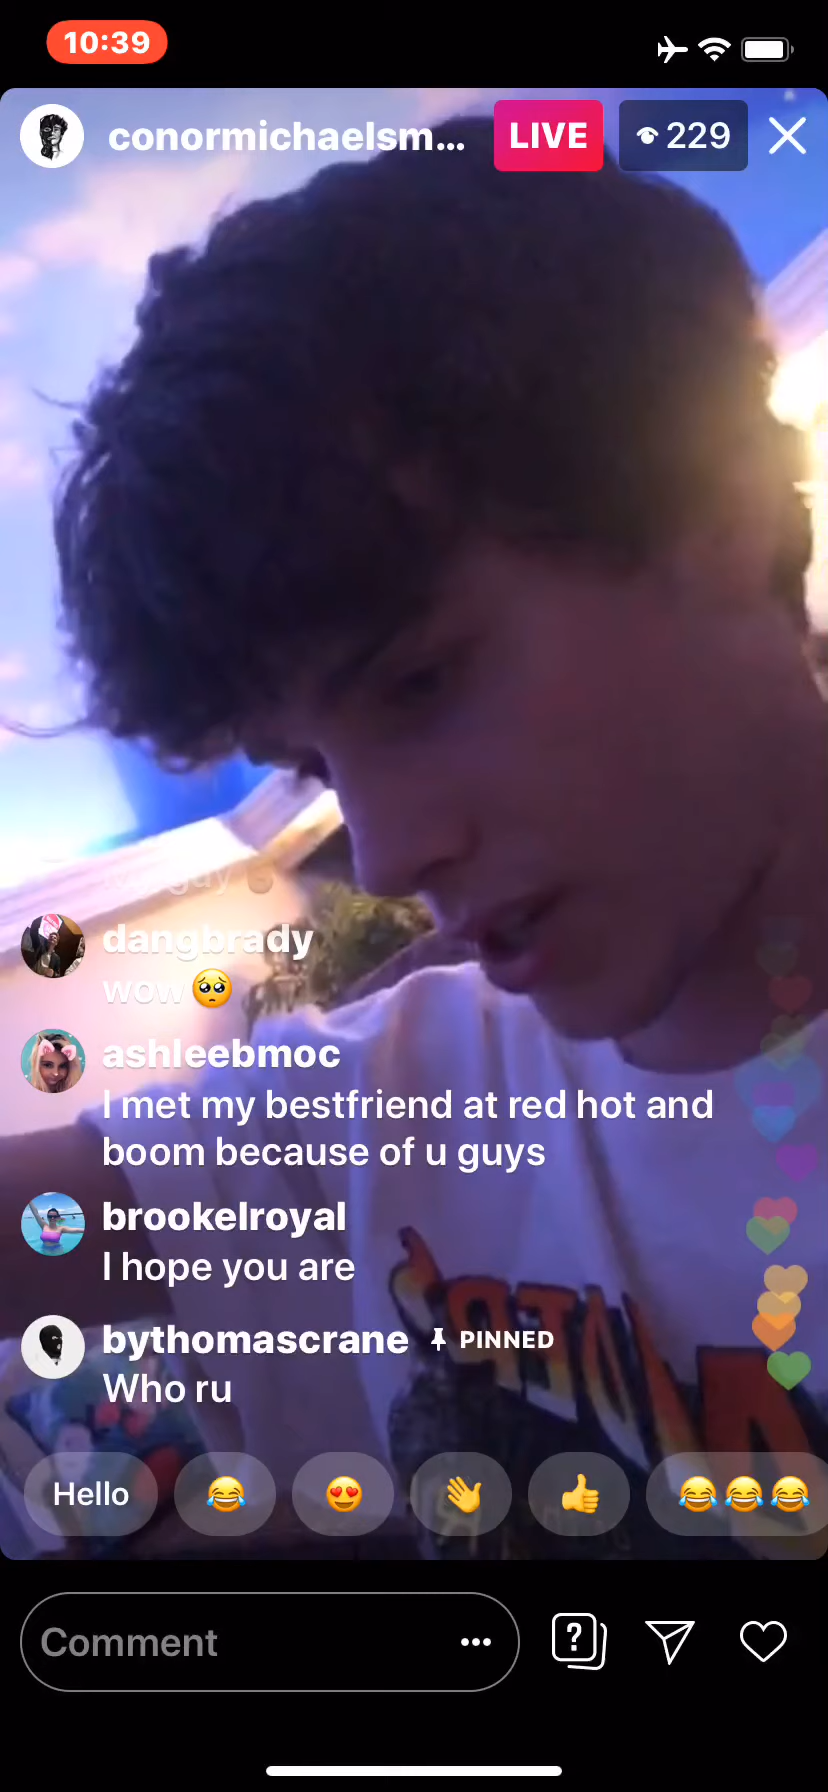 10:39
conormichaelsm...
LIVE
229
guy
dangbrady
wow🥺
ashleebmoc
I met my bestfriend at red hot and
boom because of u guys
brookelroyal
I hope you are
bythomascrane PINNED
Who ru
Hello 😂 😍 👋 👍 😂😂😂
Comment